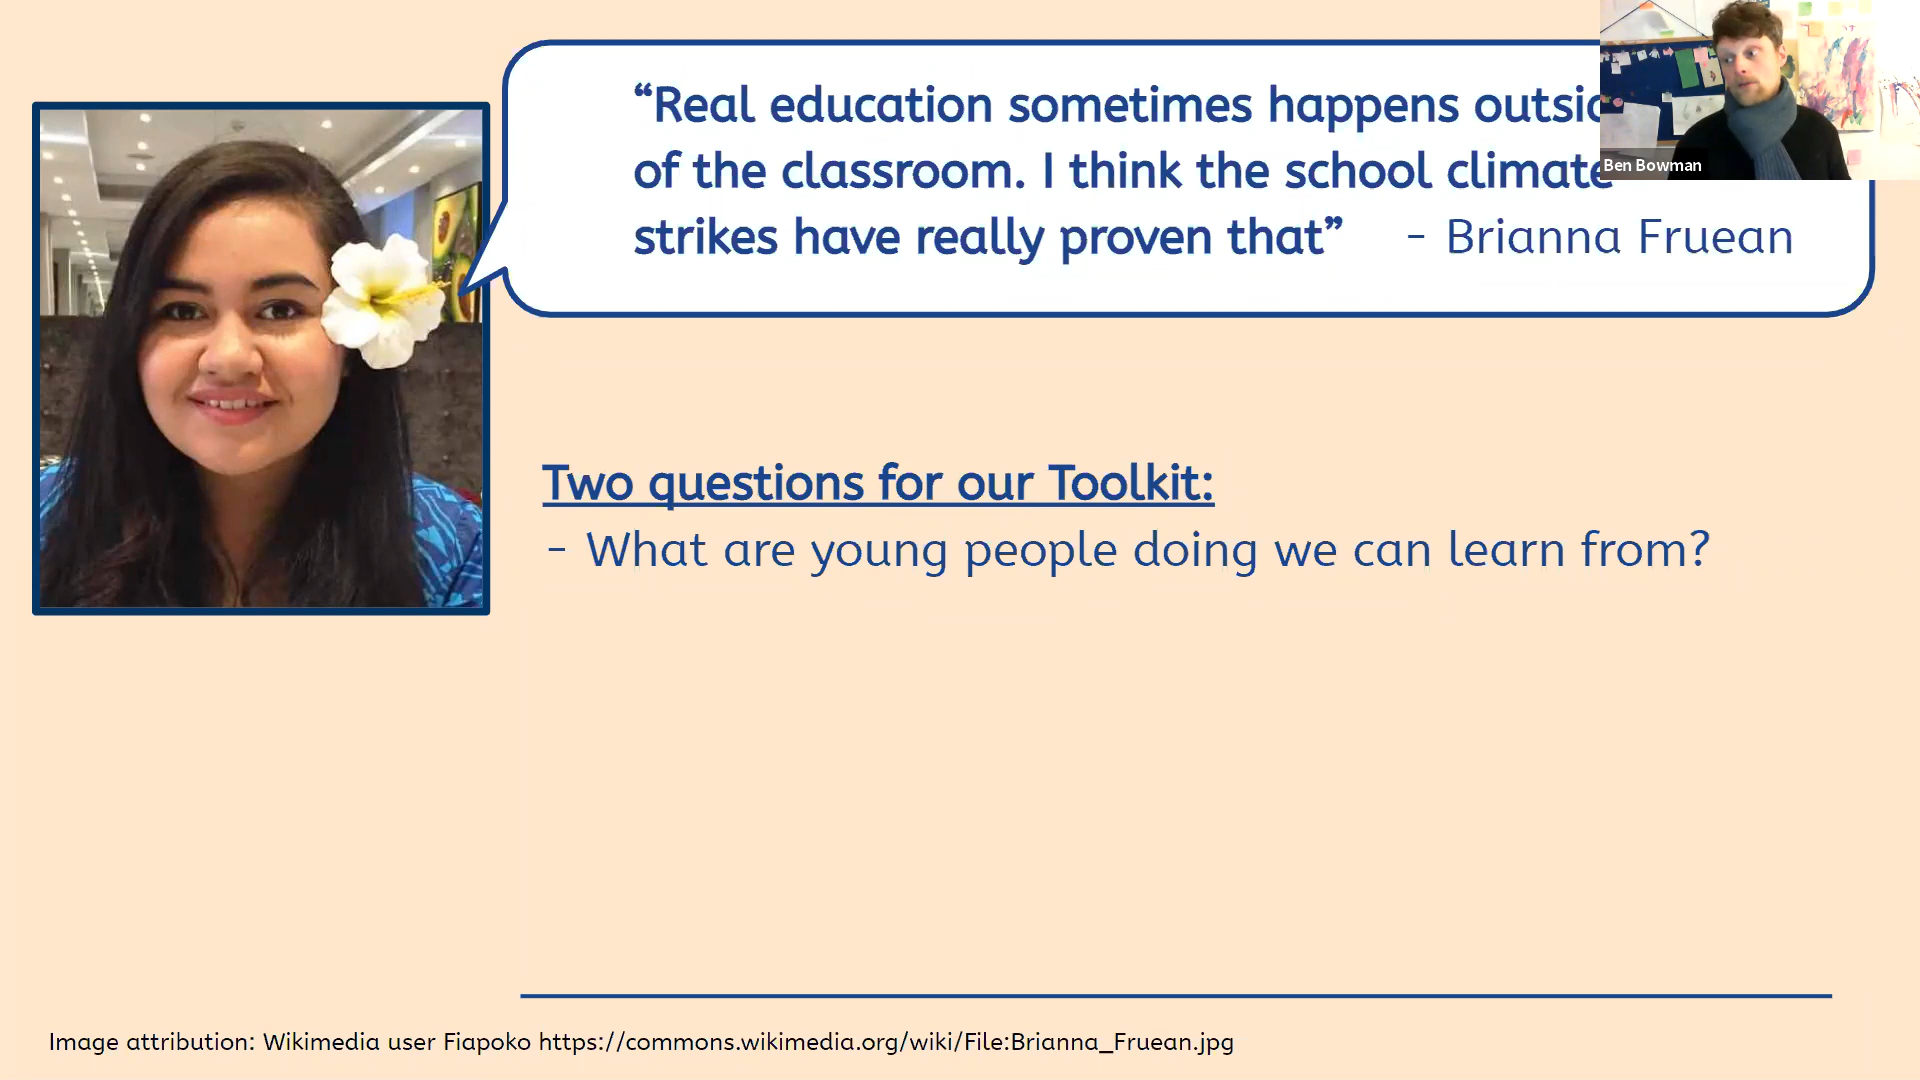 “Real education sometimes happens
of the classroom. I think the school climate
strikes have really proven that” - Brianna Fruean
Ben Bowman
Two questions for our Toolkit:
- What are young people doing we can learn from?
Image attribution: Wikimedia user Fiapoko https://commons.wikimedia.org/wiki/File:Brianna_Fruean.jpg